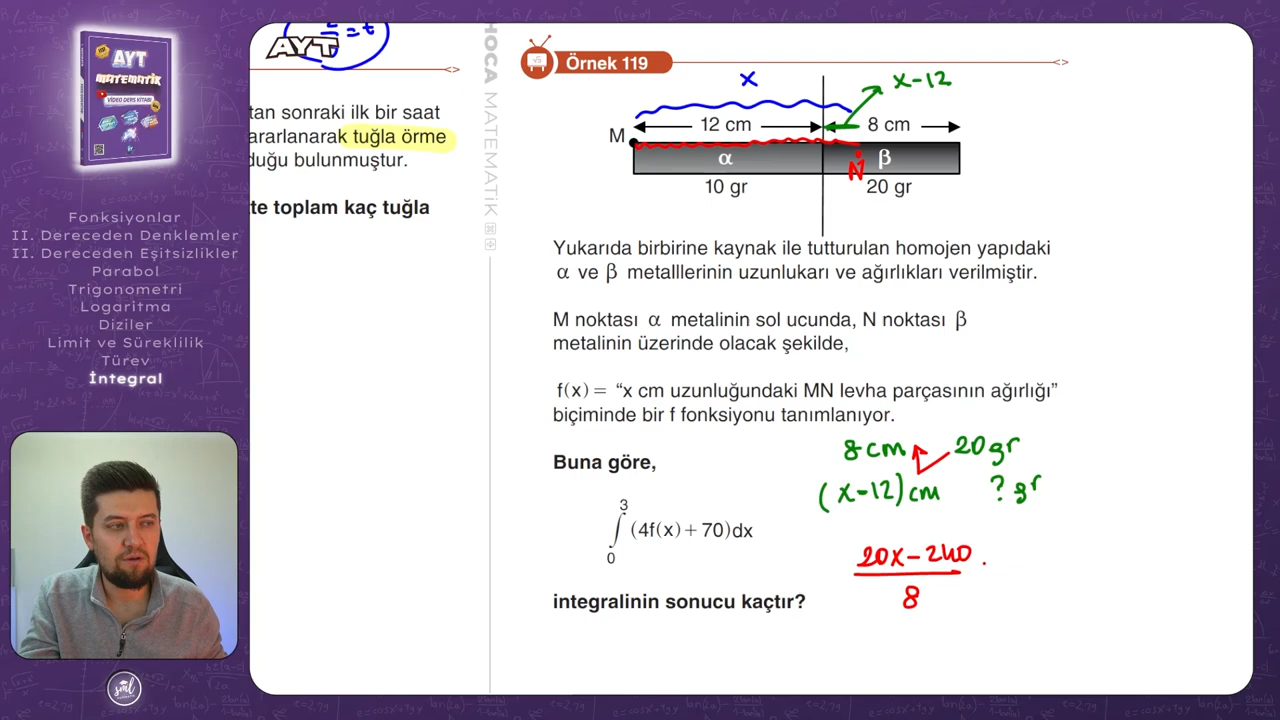 AYT
MATEMATİK
VİDEO DERS KİTABI
Fonksiyonlar
II. Dereceden Denklemler
II. Dereceden Eşitsizlikler
Parabol
Trigonometri
Logaritma
Diziler
Limit ve Süreklilik
Türev
İntegral
sml
AYT
= t
tan sonraki ilk bir saat
ararlanarak tuğla örme
duğu bulunmuştur.
te toplam kaç tuğla
HOCA MATEMATİK
Örnek 119
x
x-12
M
12 cm
8 cm
α
N
β
10 gr
20 gr
Yukarıda birbirine kaynak ile tutturulan homojen yapıdaki
α ve β metalllerinin uzunlukarı ve ağırlıkları verilmiştir.
M noktası α metalinin sol ucunda, N noktası β
metalinin üzerinde olacak şekilde,
f(x) = “x cm uzunluğundaki MN levha parçasının ağırlığı”
biçiminde bir f fonksiyonu tanımlanıyor.
8 cm 20 gr
(x-12) cm ? gr
Buna göre,
3
∫ (4f(x) + 70)dx
0
20x - 240
8
integralinin sonucu kaçtır?